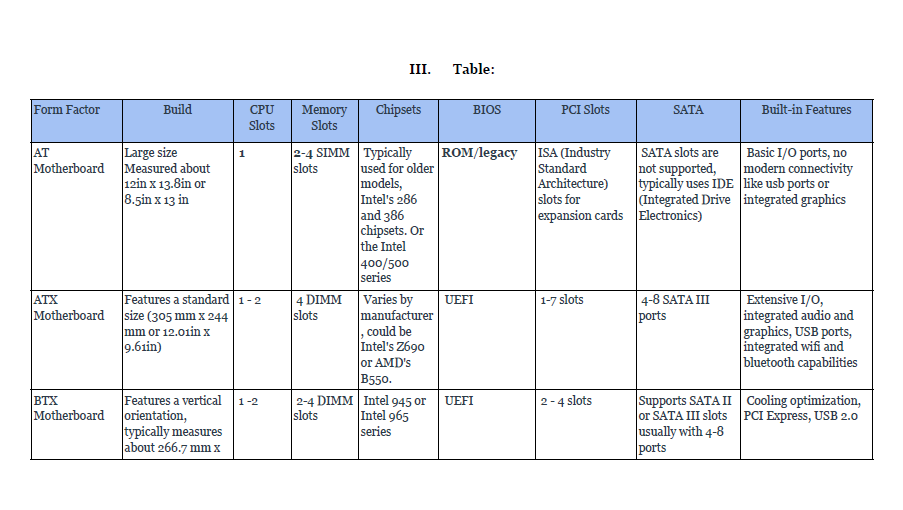 III. Table:
Form Factor
Build
CPU
Slots
Memory
Slots
Chipsets
BIOS
PCI Slots
SATA
Built-in Features
AT
Motherboard
Large size
Measured about
12in x 13.8in or
8.5in x 13 in
1
2-4 SIMM
slots
Typically
used for older
models,
Intel's 286
and 386
chipsets. Or
the Intel
400/500
series
ROM/legacy
ISA (Industry
Standard
Architecture)
slots for
expansion cards
SATA slots are
not supported,
typically uses IDE
(Integrated Drive
Electronics)
Basic I/O ports, no
modern connectivity
like usb ports or
integrated graphics
ATX
Motherboard
Features a standard
size (305 mm x 244
mm or 12.01in x
9.61in)
1 - 2
4 DIMM
slots
Varies by
manufacturer
, could be
Intel's Z690
or AMD's
B550.
UEFI
1-7 slots
4-8 SATA III
ports
Extensive I/O,
integrated audio and
graphics, USB ports,
integrated wifi and
bluetooth capabilities
BTX
Motherboard
Features a vertical
orientation,
typically measures
about 266.7 mm x
1 -2
2-4 DIMM
slots
Intel 945 or
Intel 965
series
UEFI
2 - 4 slots
Supports SATA II
or SATA III slots
usually with 4-8
ports
Cooling optimization,
PCI Express, USB 2.0